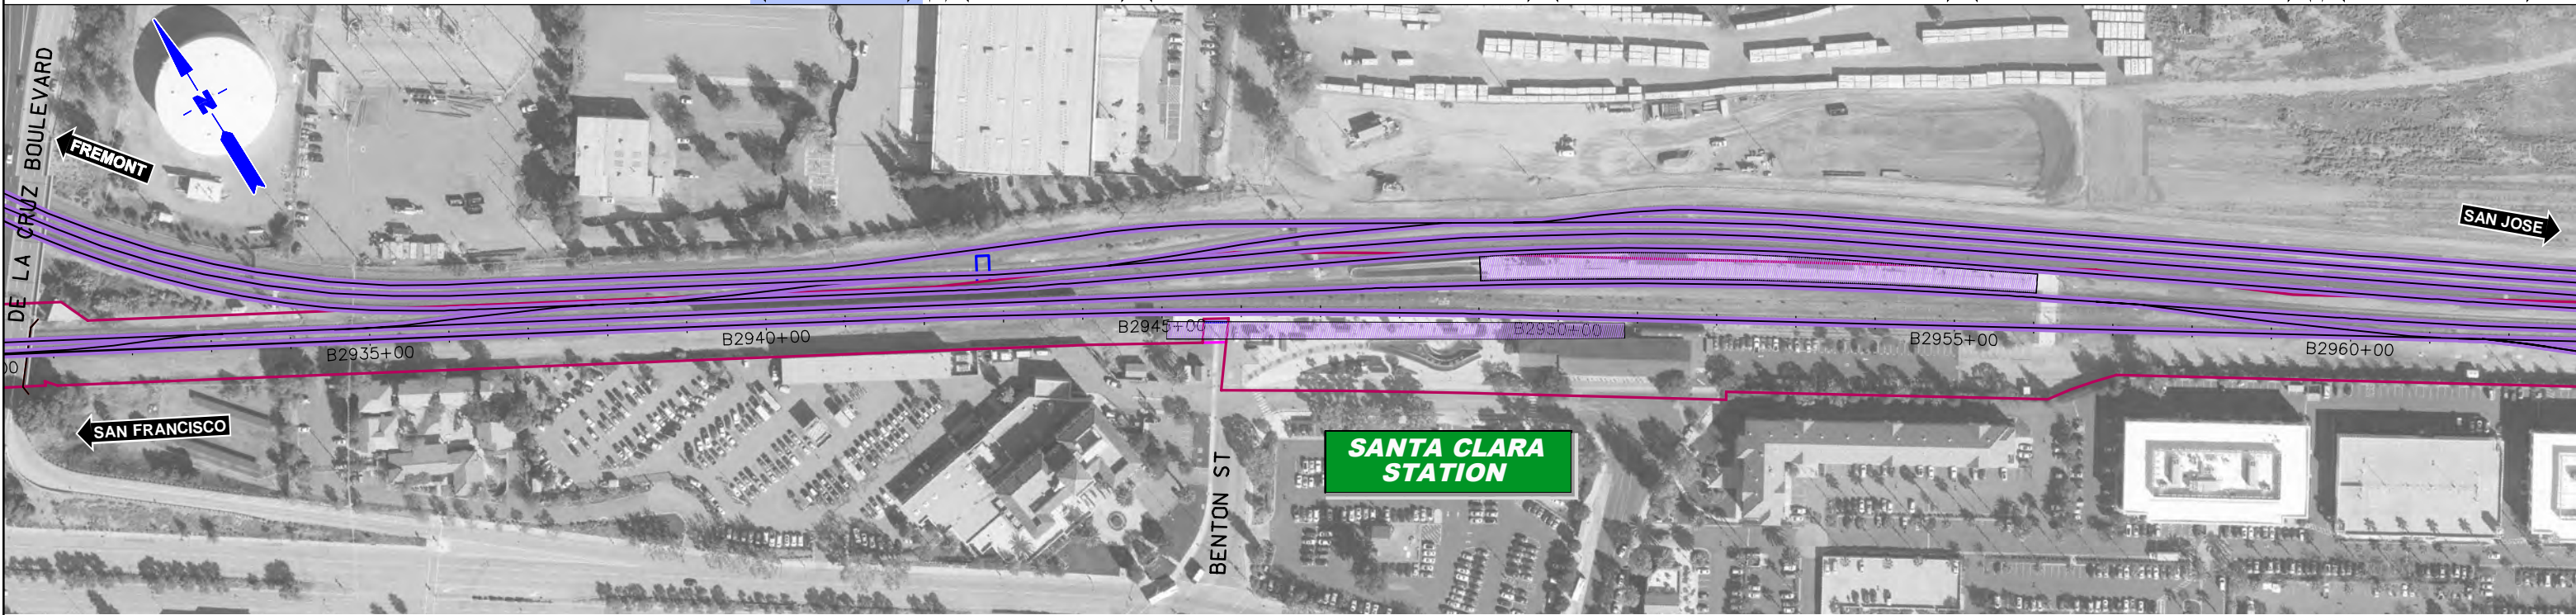 DE LA CRUZ BOULEVARD
N
FREMONT
SAN JOSE
B2935+00
B2940+00
B2945+00
B2950+00
B2955+00
B2960+00
00
SAN FRANCISCO
BENTON ST
SANTA CLARA
STATION